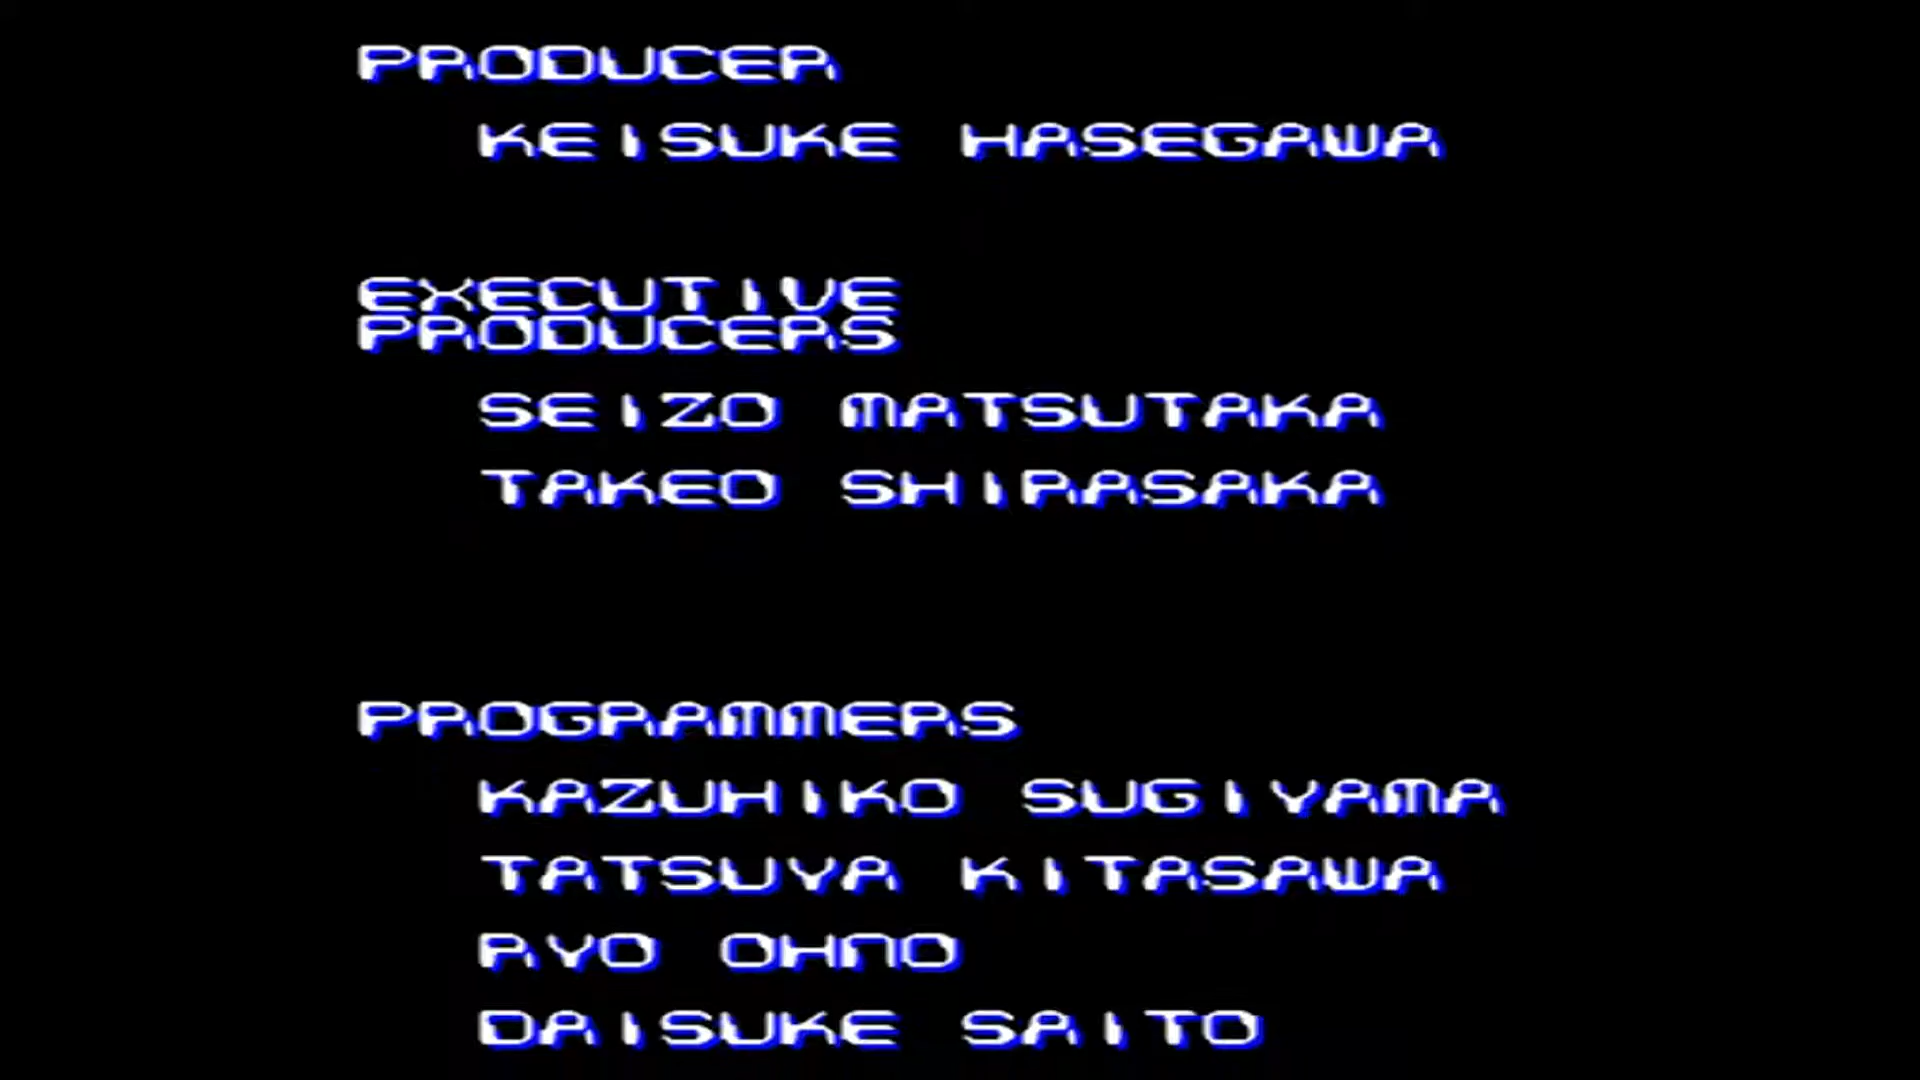 PRODUCER
KEISUKE HASEGAWA
EXECUTIVE
PRODUCERS
SEIZO MATSUTAKA
TAKEO SHIRASAKA
PROGRAMMERS
KAZUHIKO SUGIYAMA
TATSUYA KITASAWA
RYO OHNO
DAISUKE SAITO